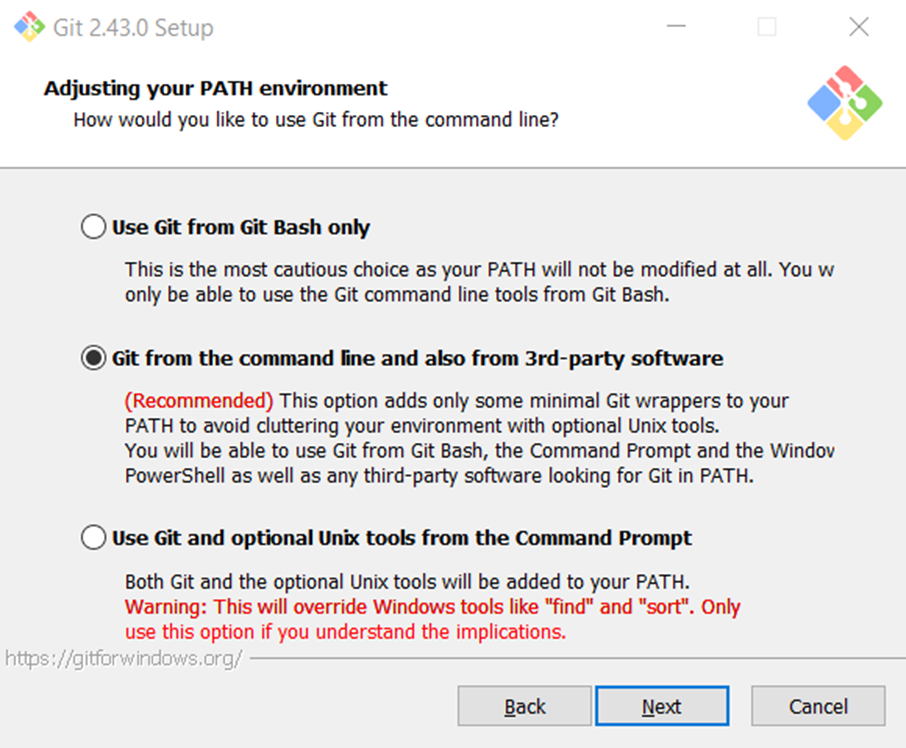 Git 2.43.0 Setup
Adjusting your PATH environment
How would you like to use Git from the command line?
Use Git from Git Bash only
This is the most cautious choice as your PATH will not be modified at all. You w
only be able to use the Git command line tools from Git Bash.
Git from the command line and also from 3rd-party software
(Recommended) This option adds only some minimal Git wrappers to your
PATH to avoid cluttering your environment with optional Unix tools.
You will be able to use Git from Git Bash, the Command Prompt and the Window
PowerShell as well as any third-party software looking for Git in PATH.
Use Git and optional Unix tools from the Command Prompt
Both Git and the optional Unix tools will be added to your PATH.
Warning: This will override Windows tools like "find" and "sort". Only
use this option if you understand the implications.
https://gitforwindows.org/
Back
Next
Cancel